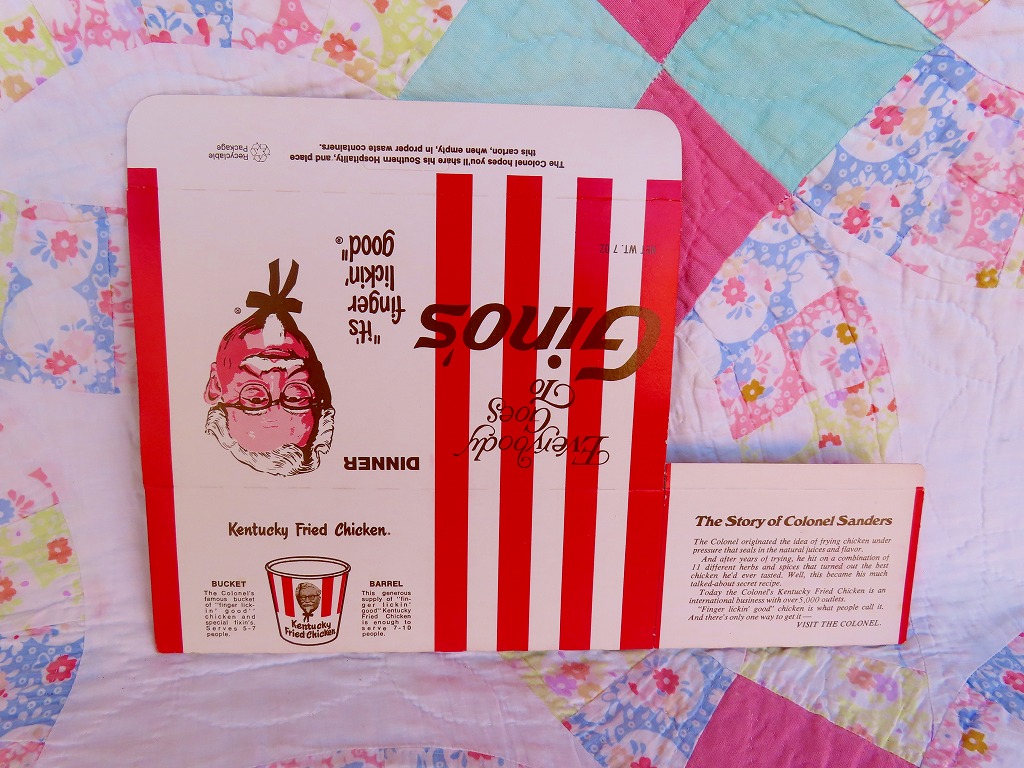 The Colonel hopes you'll share his Southern Hospitality, and place
this carton, when empty, in proper waste containers.
Recyclable
Package
NET WT. 7 OZ.
"it's
finger
lickin'
good"®
®
Gino's
Everybody
Goes
To
DINNER
Kentucky Fried Chicken®
BUCKET
The Colonel's
famous bucket
of "finger lick-
in' good"
chicken and
special fixin's.
Serves 5-7
people.
Kentucky
Fried Chicken
BARREL
This generous
supply of "fin-
ger lickin'
good" Kentucky
Fried Chicken
is enough to
serve 7-10
people.
The Story of Colonel Sanders
The Colonel originated the idea of frying chicken under
pressure that seals in the natural juices and flavor.
And after years of trying, he hit on a combination of
11 different herbs and spices that turned out the best
chicken he'd ever tasted. Well, this became his much
talked-about secret recipe.
Today the Colonel's Kentucky Fried Chicken is an
international business with over 5,000 outlets.
"Finger lickin' good" chicken is what people call it.
And there's only one way to get it —
VISIT THE COLONEL.